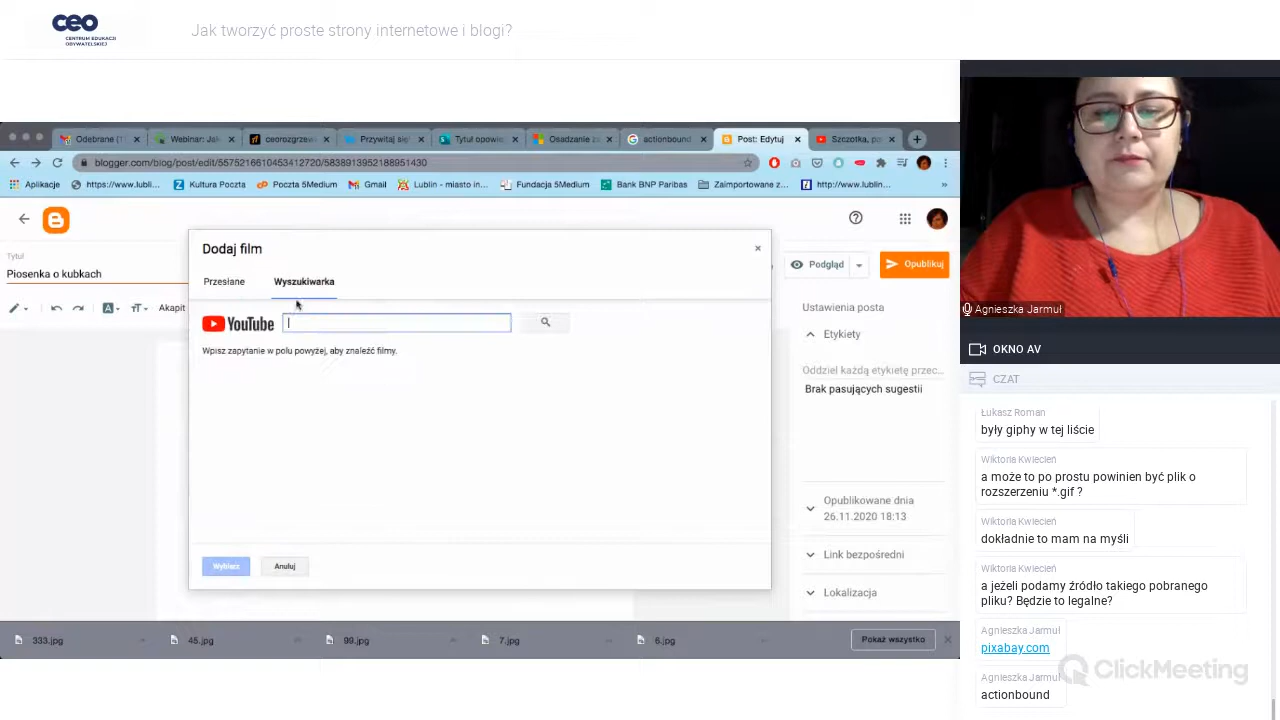 ceo
CENTRUM EDUKACJI
OBYWATELSKIEJ
Jak tworzyć proste strony internetowe i blogi?
Odebrane (1
Webinar: Jak
ceorozgrzew
Przywitaj się!
Tytuł opowie
Osadzanie za
actionbound
Post: Edytuj
Szczotka, po
blogger.com/blog/post/edit/5575216610453412720/5838913952188951430
Aplikacje
https://www.lubli...
Kultura Poczta
Poczta 5Medium
Gmail
Lublin - miasto in...
Fundacja 5Medium
Bank BNP Paribas
Zaimportowane z...
http://www.lublin...
Tytuł
Piosenka o kubkach
Akapit
Podgląd
Opublikuj
Dodaj film
Przesłane
Wyszukiwarka
YouTube
Wpisz zapytanie w polu powyżej, aby znaleźć filmy.
Wybierz
Anuluj
Ustawienia posta
Etykiety
Oddziel każdą etykietę przec...
Brak pasujących sugestii
Opublikowane dnia
26.11.2020 18:13
Link bezpośredni
Lokalizacja
333.jpg
45.jpg
99.jpg
7.jpg
6.jpg
Pokaż wszystko
Agnieszka Jarmuł
OKNO AV
CZAT
Łukasz Roman
były giphy w tej liście
Wiktoria Kwiecień
a może to po prostu powinien być plik o
rozszerzeniu *.gif ?
Wiktoria Kwiecień
dokładnie to mam na myśli
Wiktoria Kwiecień
a jeżeli podamy źródło takiego pobranego
pliku? Będzie to legalne?
Agnieszka Jarmuł
pixabay.com
Agnieszka Jarmuł
actionbound
ClickMeeting